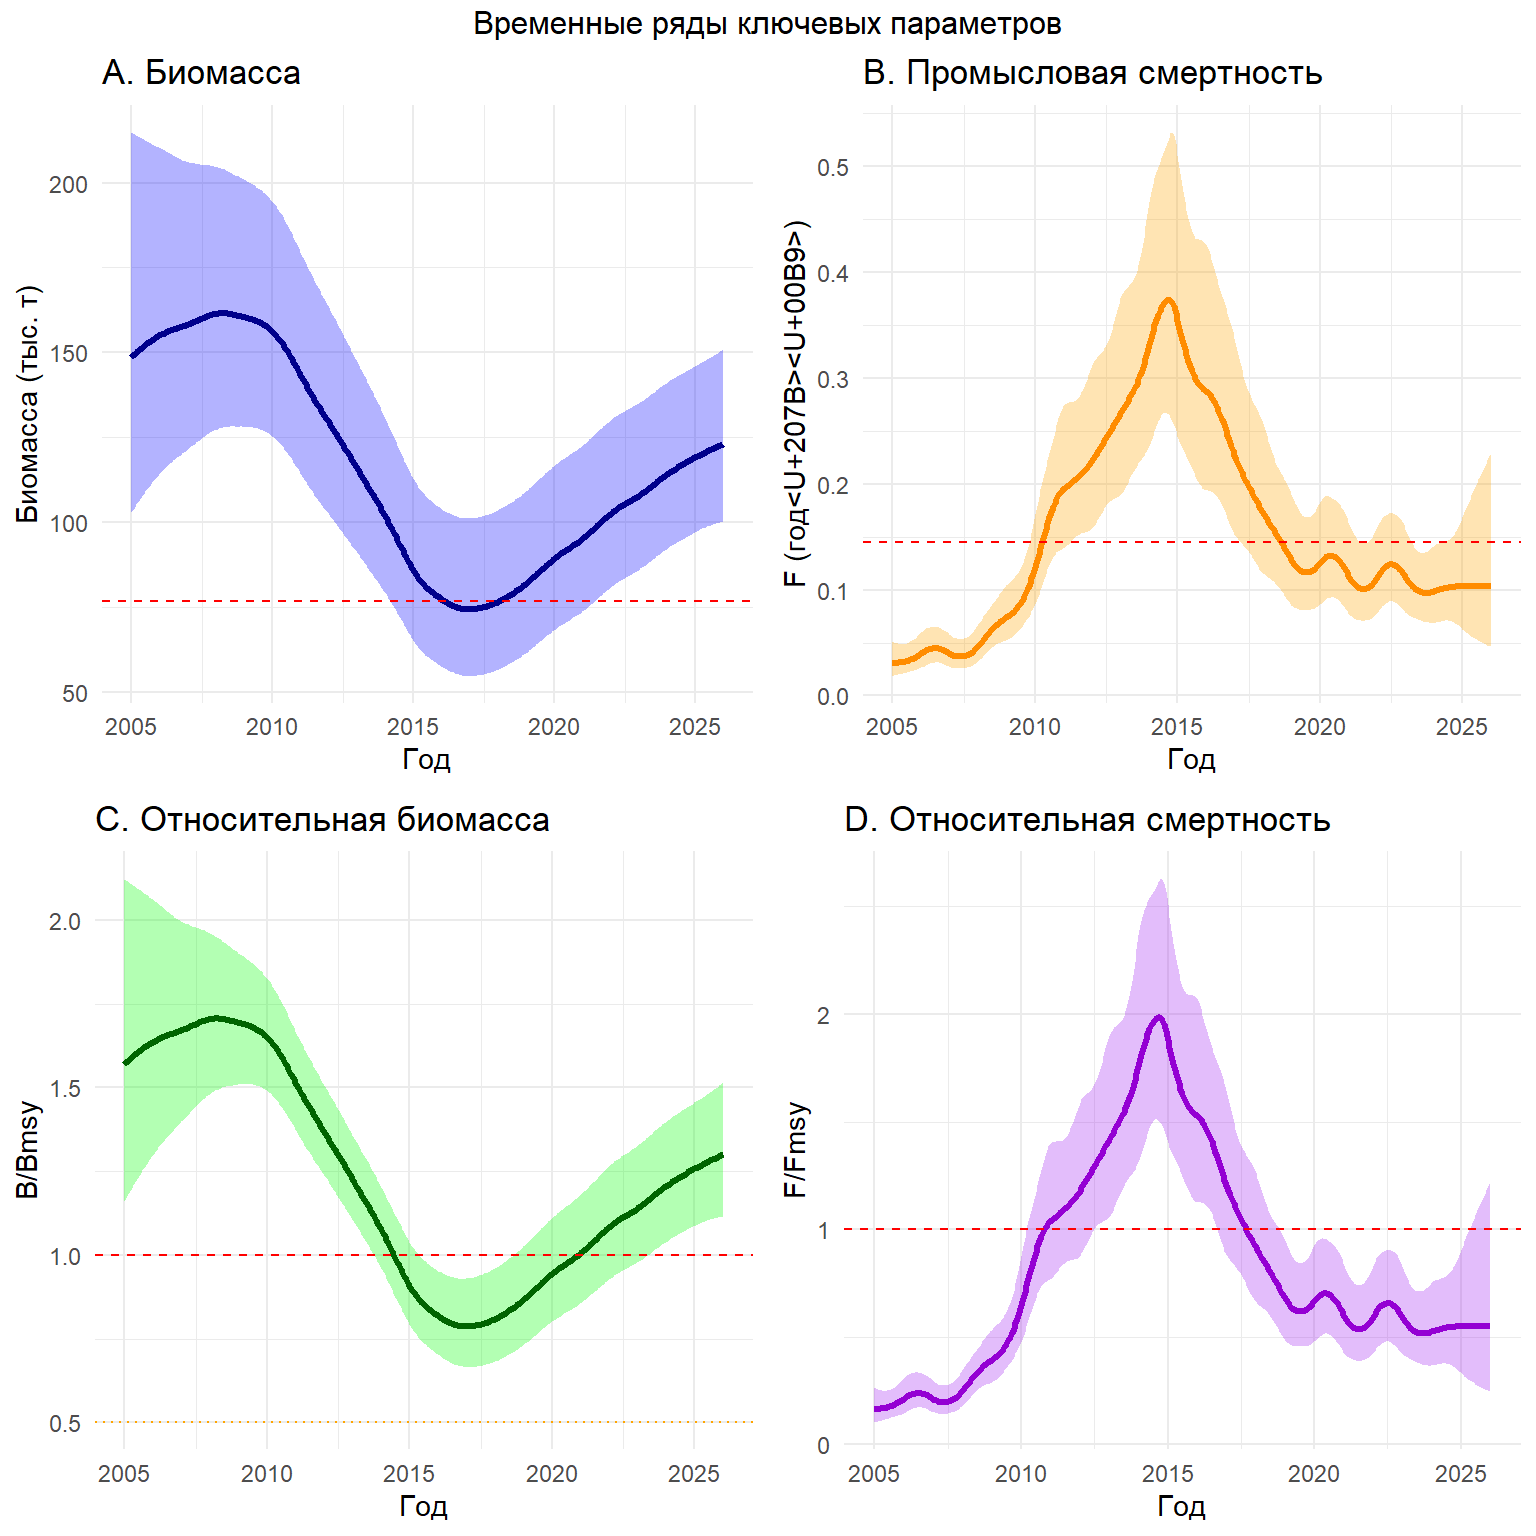 Временные ряды ключевых параметров
A. Биомасса
Биомасса (тыс. т)
200
150
100
50
2005 2010 2015 2020 2025
Год
B. Промысловая смертность
F (год<U+207B><U+00B9>)
0.5
0.4
0.3
0.2
0.1
0.0
2005 2010 2015 2020 2025
Год
C. Относительная биомасса
B/Bmsy
2.0
1.5
1.0
0.5
2005 2010 2015 2020 2025
Год
D. Относительная смертность
F/Fmsy
2
1
0
2005 2010 2015 2020 2025
Год